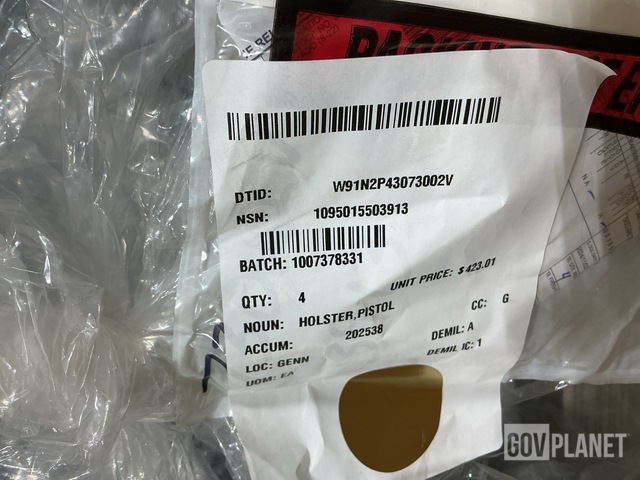 PACKING
DTID: W91N2P43073002V
NSN: 1095015503913
BATCH: 1007378331
UNIT PRICE: $ 423.01
QTY: 4
NOUN: HOLSTER,PISTOL
CC: G
ACCUM: 202538
DEMIL: A
LOC: GENN
DEMIL IC: 1
UOM: EA
GOVPLANET